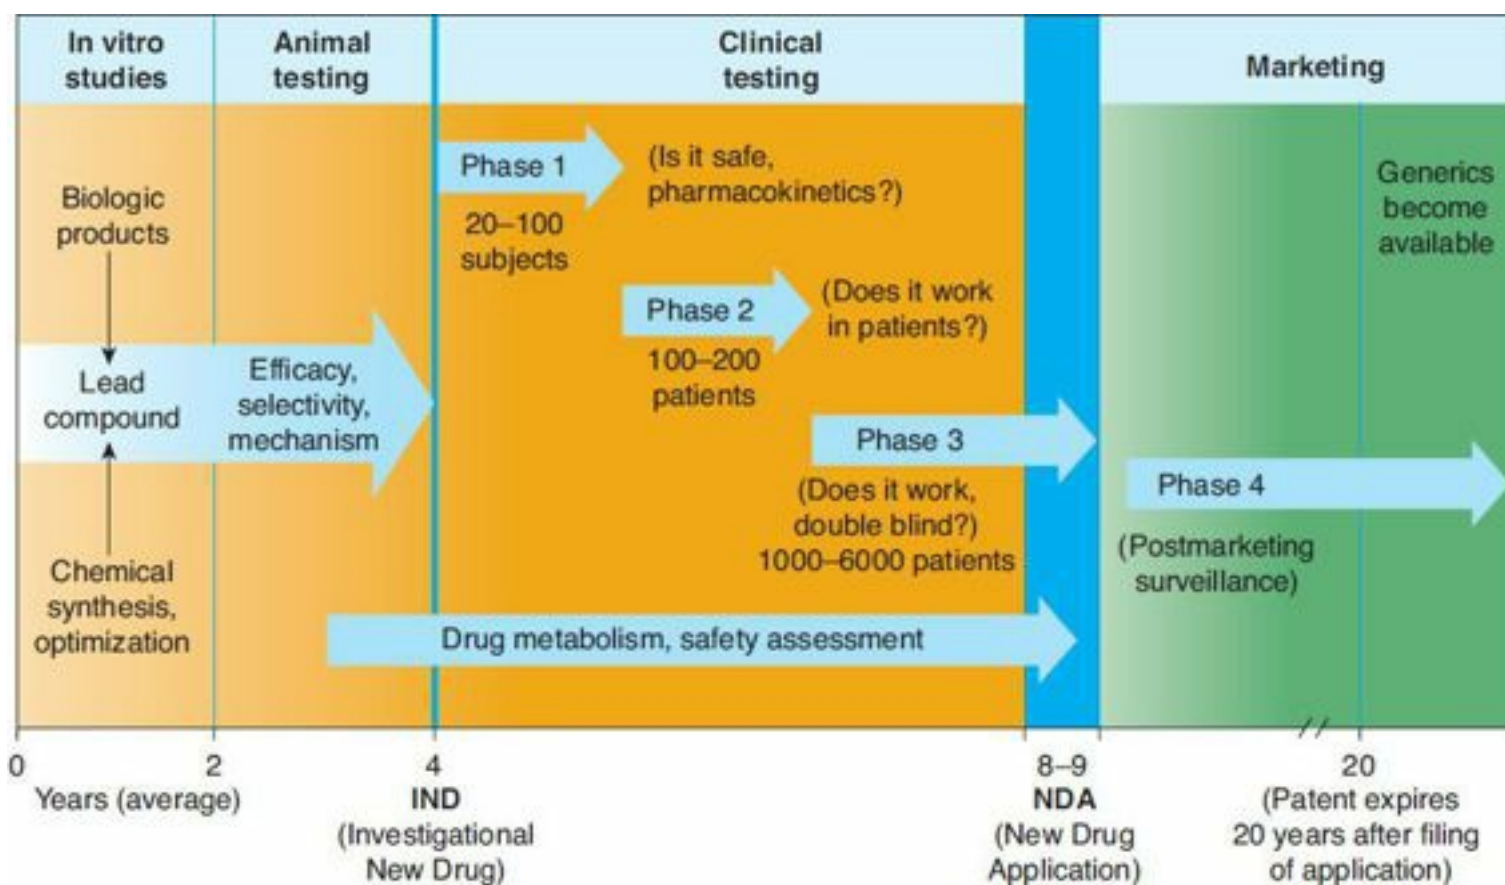 In vitro
studies
Animal
testing
Clinical
testing
Marketing
Biologic
products
Lead
compound
Chemical
synthesis,
optimization
Efficacy,
selectivity,
mechanism
Phase 1
20–100
subjects
(Is it safe,
pharmacokinetics?)
Phase 2
100–200
patients
(Does it work
in patients?)
Phase 3
(Does it work,
double blind?)
1000–6000 patients
Drug metabolism, safety assessment
Phase 4
(Postmarketing
surveillance)
Generics
become
available
0
2
4
8–9
20
Years (average)
IND
(Investigational
New Drug)
NDA
(New Drug
Application)
(Patent expires
20 years after filing
of application)